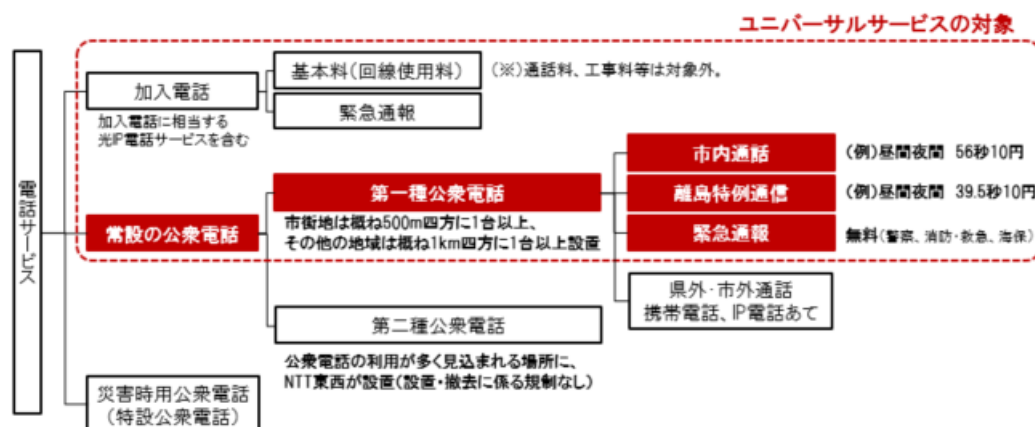 ユニバーサルサービスの対象
電話サービス
加入電話
加入電話に相当する
光IP電話サービスを含む
基本料(回線使用料)
(※)通話料、工事料等は対象外。
緊急通報
常設の公衆電話
第一種公衆電話
市街地は概ね500m四方に1台以上、
その他の地域は概ね1km四方に1台以上設置
市内通話
(例)昼間夜間 56秒10円
離島特例通信
(例)昼間夜間 39.5秒10円
緊急通報
無料(警察、消防・救急、海保)
県外・市外通話
携帯電話、IP電話あて
第二種公衆電話
公衆電話の利用が多く見込まれる場所に、
NTT東西が設置(設置・撤去に係る規制なし)
災害時用公衆電話
(特設公衆電話)